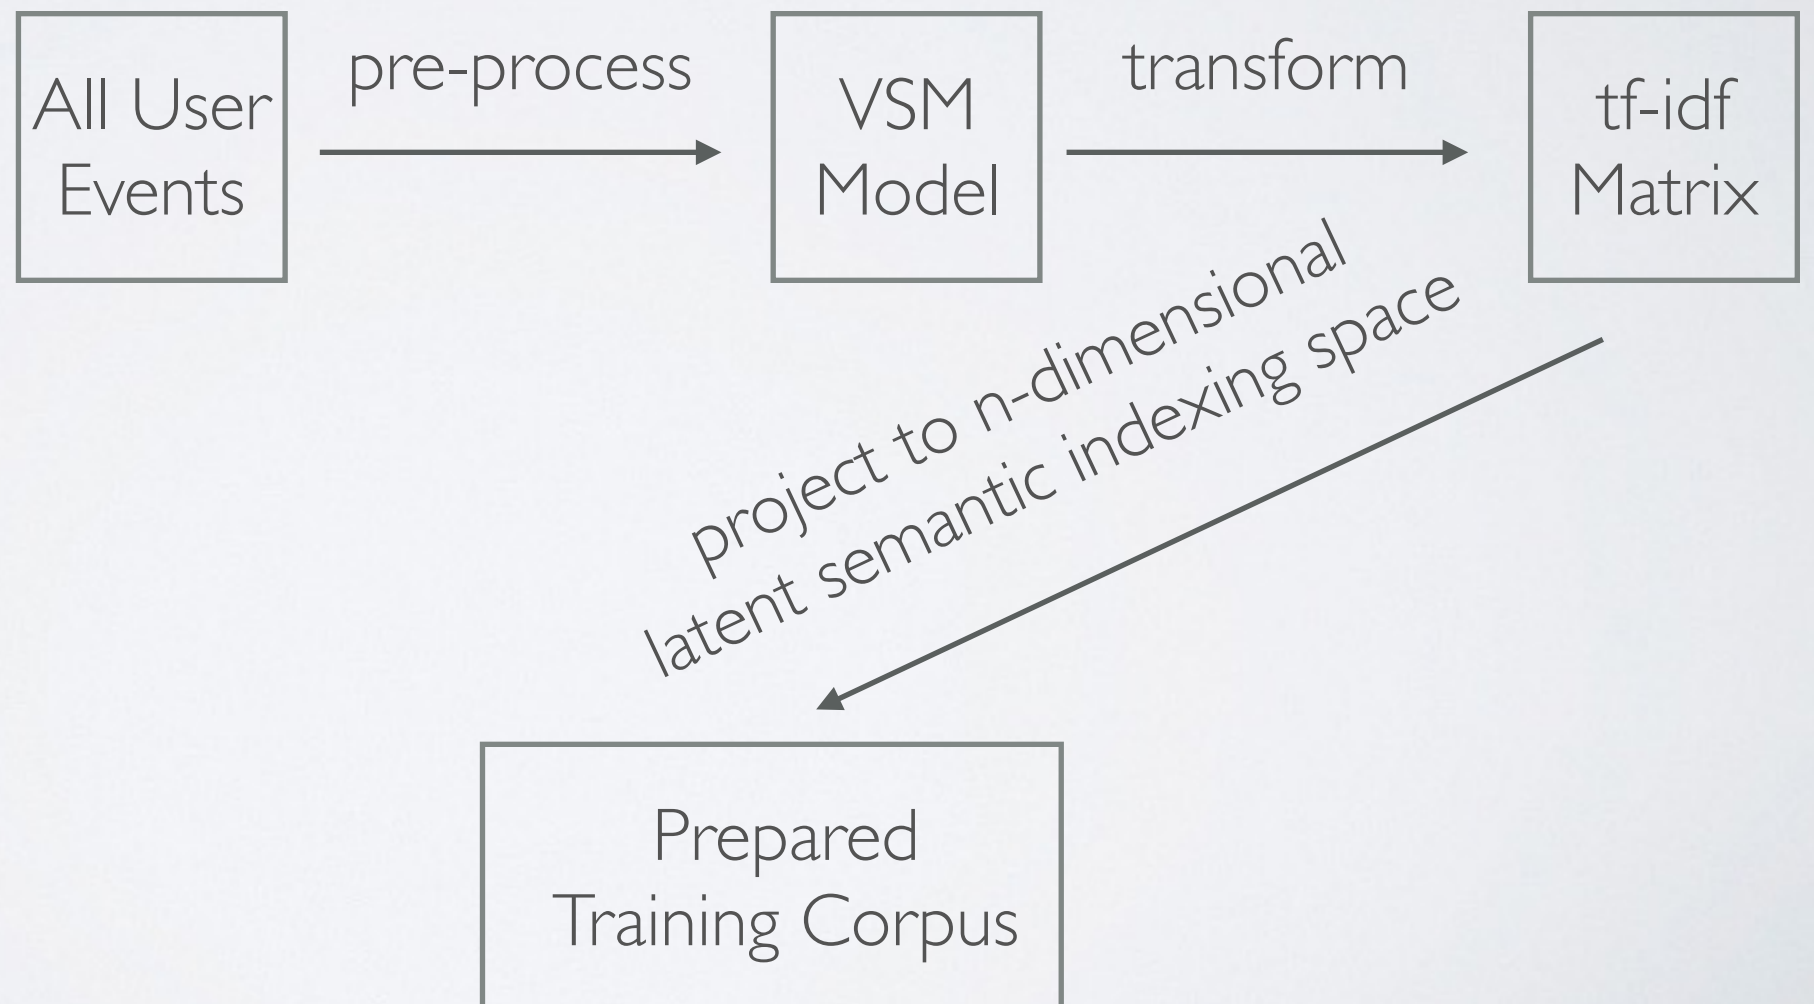 All User
Events
pre-process
VSM
Model
transform
tf-idf
Matrix
project to n-dimensional
latent semantic indexing space
Prepared
Training Corpus